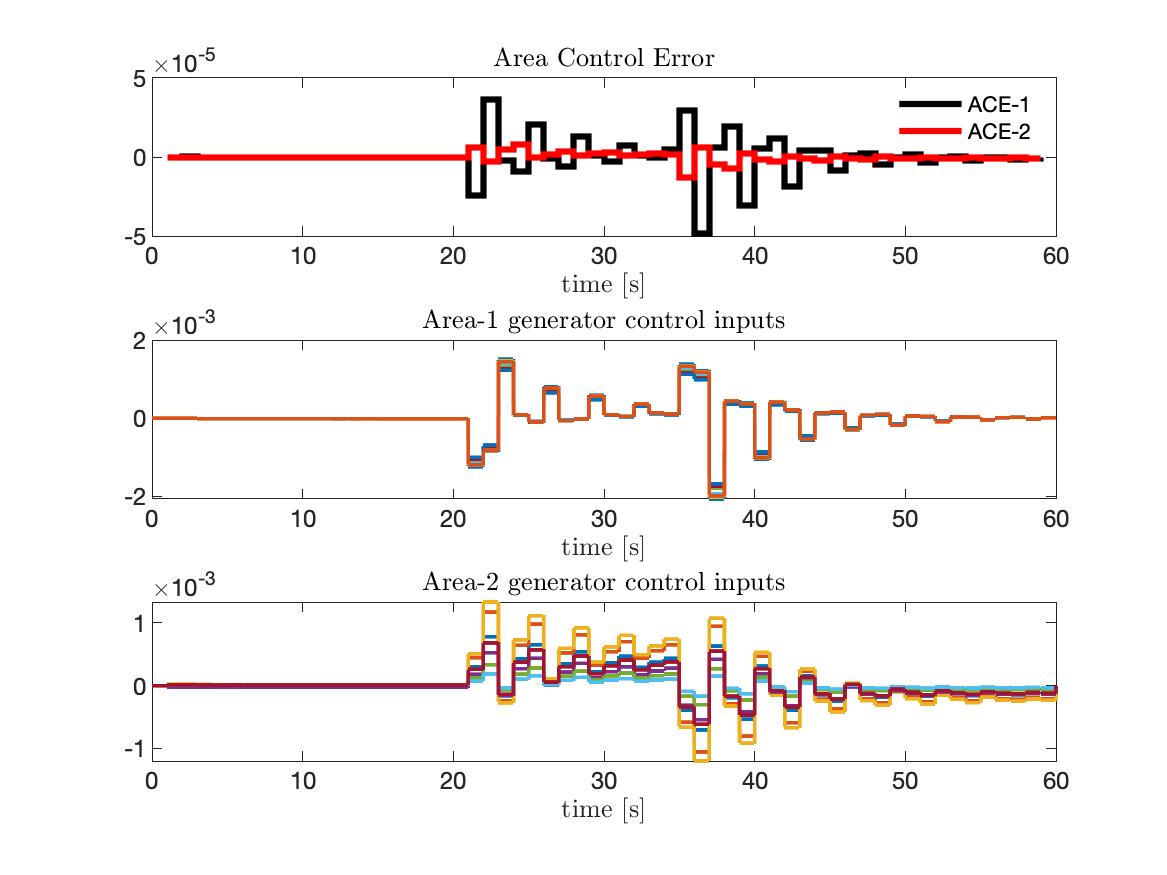 Area Control Error
×10-5
5
0
-5
ACE-1
ACE-2
0 10 20 30 40 50 60
time [s]
Area-1 generator control inputs
×10-3
2
0
-2
0 10 20 30 40 50 60
time [s]
Area-2 generator control inputs
×10-3
1
0
-1
0 10 20 30 40 50 60
time [s]